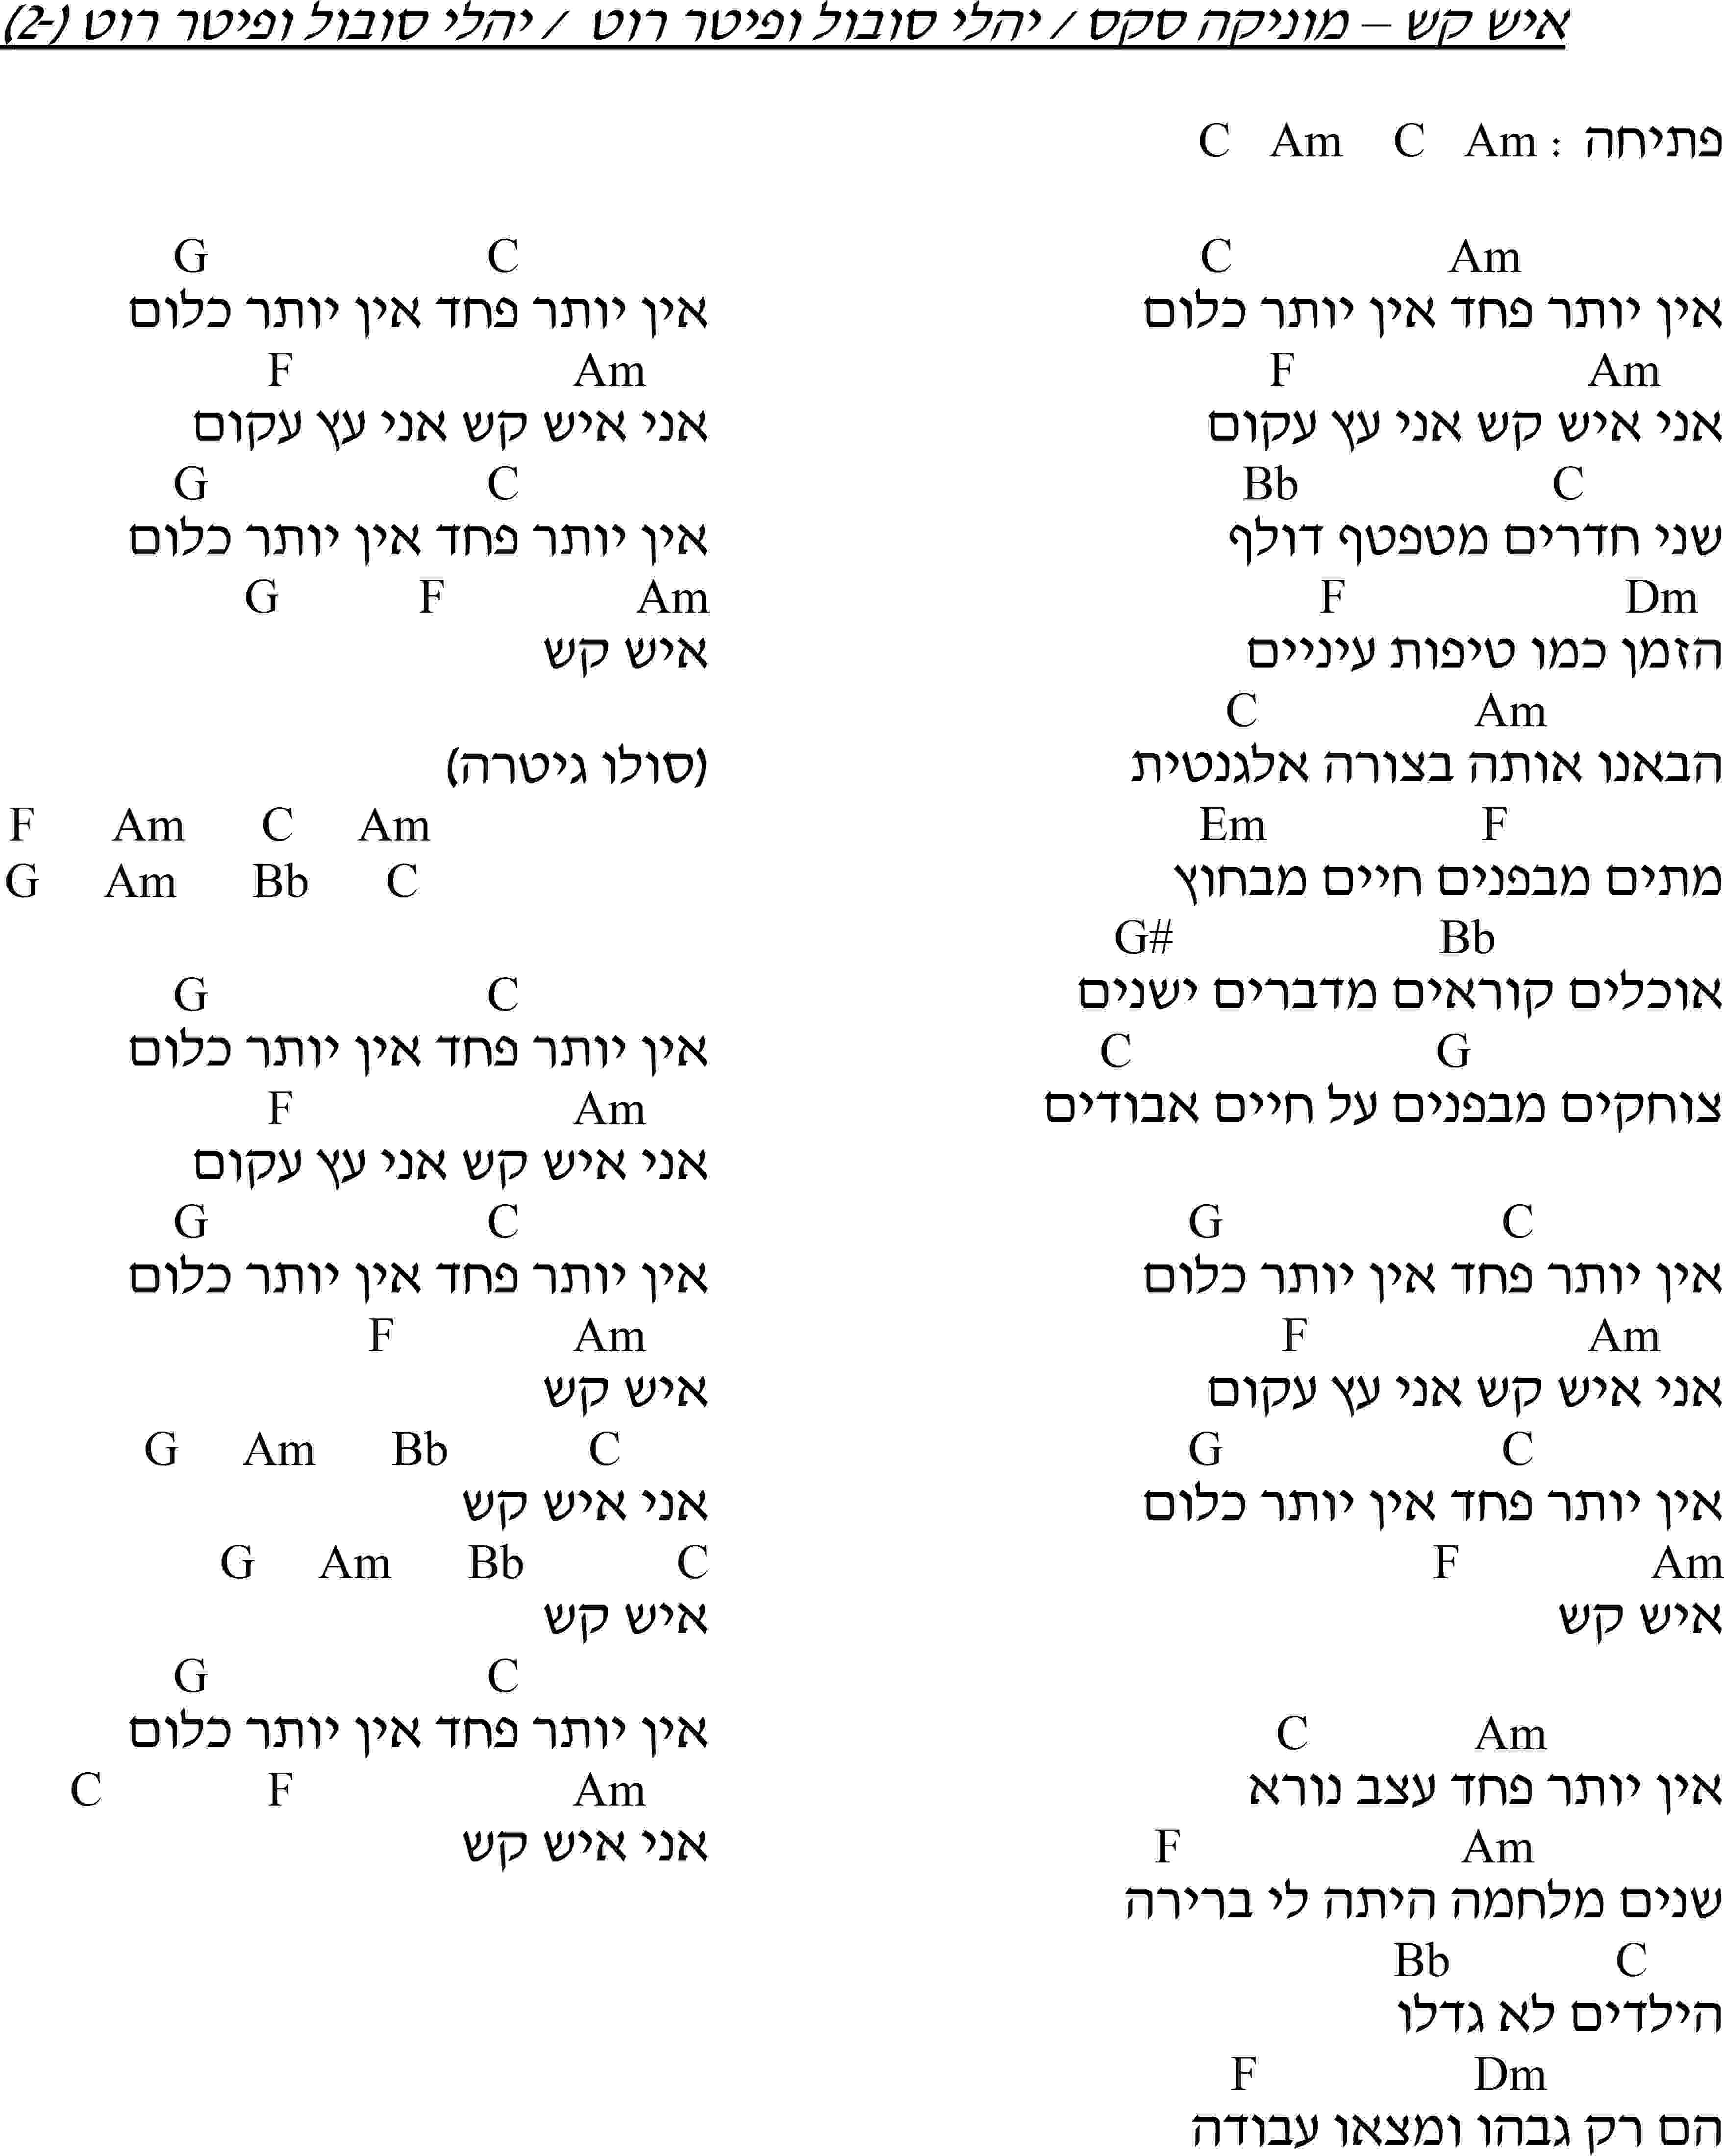 איש קש – מוניקה סקס / יהלי סובול ופיטר רוט / יהלי סובול ופיטר רוט (-2)
פתיחה : Am C Am C
Am C
אין יותר פחד אין יותר כלום
Am F
אני איש קש אני עץ עקום
C Bb
שני חדרים מטפטף דולף
Dm F
הזמן כמו טיפות עיניים
Am C
הבאנו אותה בצורה אלגנטית
F Em
מתים מבפנים חיים מבחוץ
Bb G#
אוכלים קוראים מדברים ישנים
G C
צוחקים מבפנים על חיים אבודים
C G
אין יותר פחד אין יותר כלום
Am F
אני איש קש אני עץ עקום
C G
אין יותר פחד אין יותר כלום
Am F
איש קש
Am C
אין יותר פחד עצב נורא
Am F
שנים מלחמה היתה לי ברירה
C Bb
הילדים לא גדלו
Dm F
הם רק גבהו ומצאו עבודה
C G
אין יותר פחד אין יותר כלום
Am F
אני איש קש אני עץ עקום
C G
אין יותר פחד אין יותר כלום
Am F G
איש קש
(סולו גיטרה)
Am C Am F
C Bb Am G
C G
אין יותר פחד אין יותר כלום
Am F
אני איש קש אני עץ עקום
C G
אין יותר פחד אין יותר כלום
Am F
איש קש
C Bb Am G
אני איש קש
C Bb Am G
איש קש
C G
אין יותר פחד אין יותר כלום
Am F C
אני איש קש